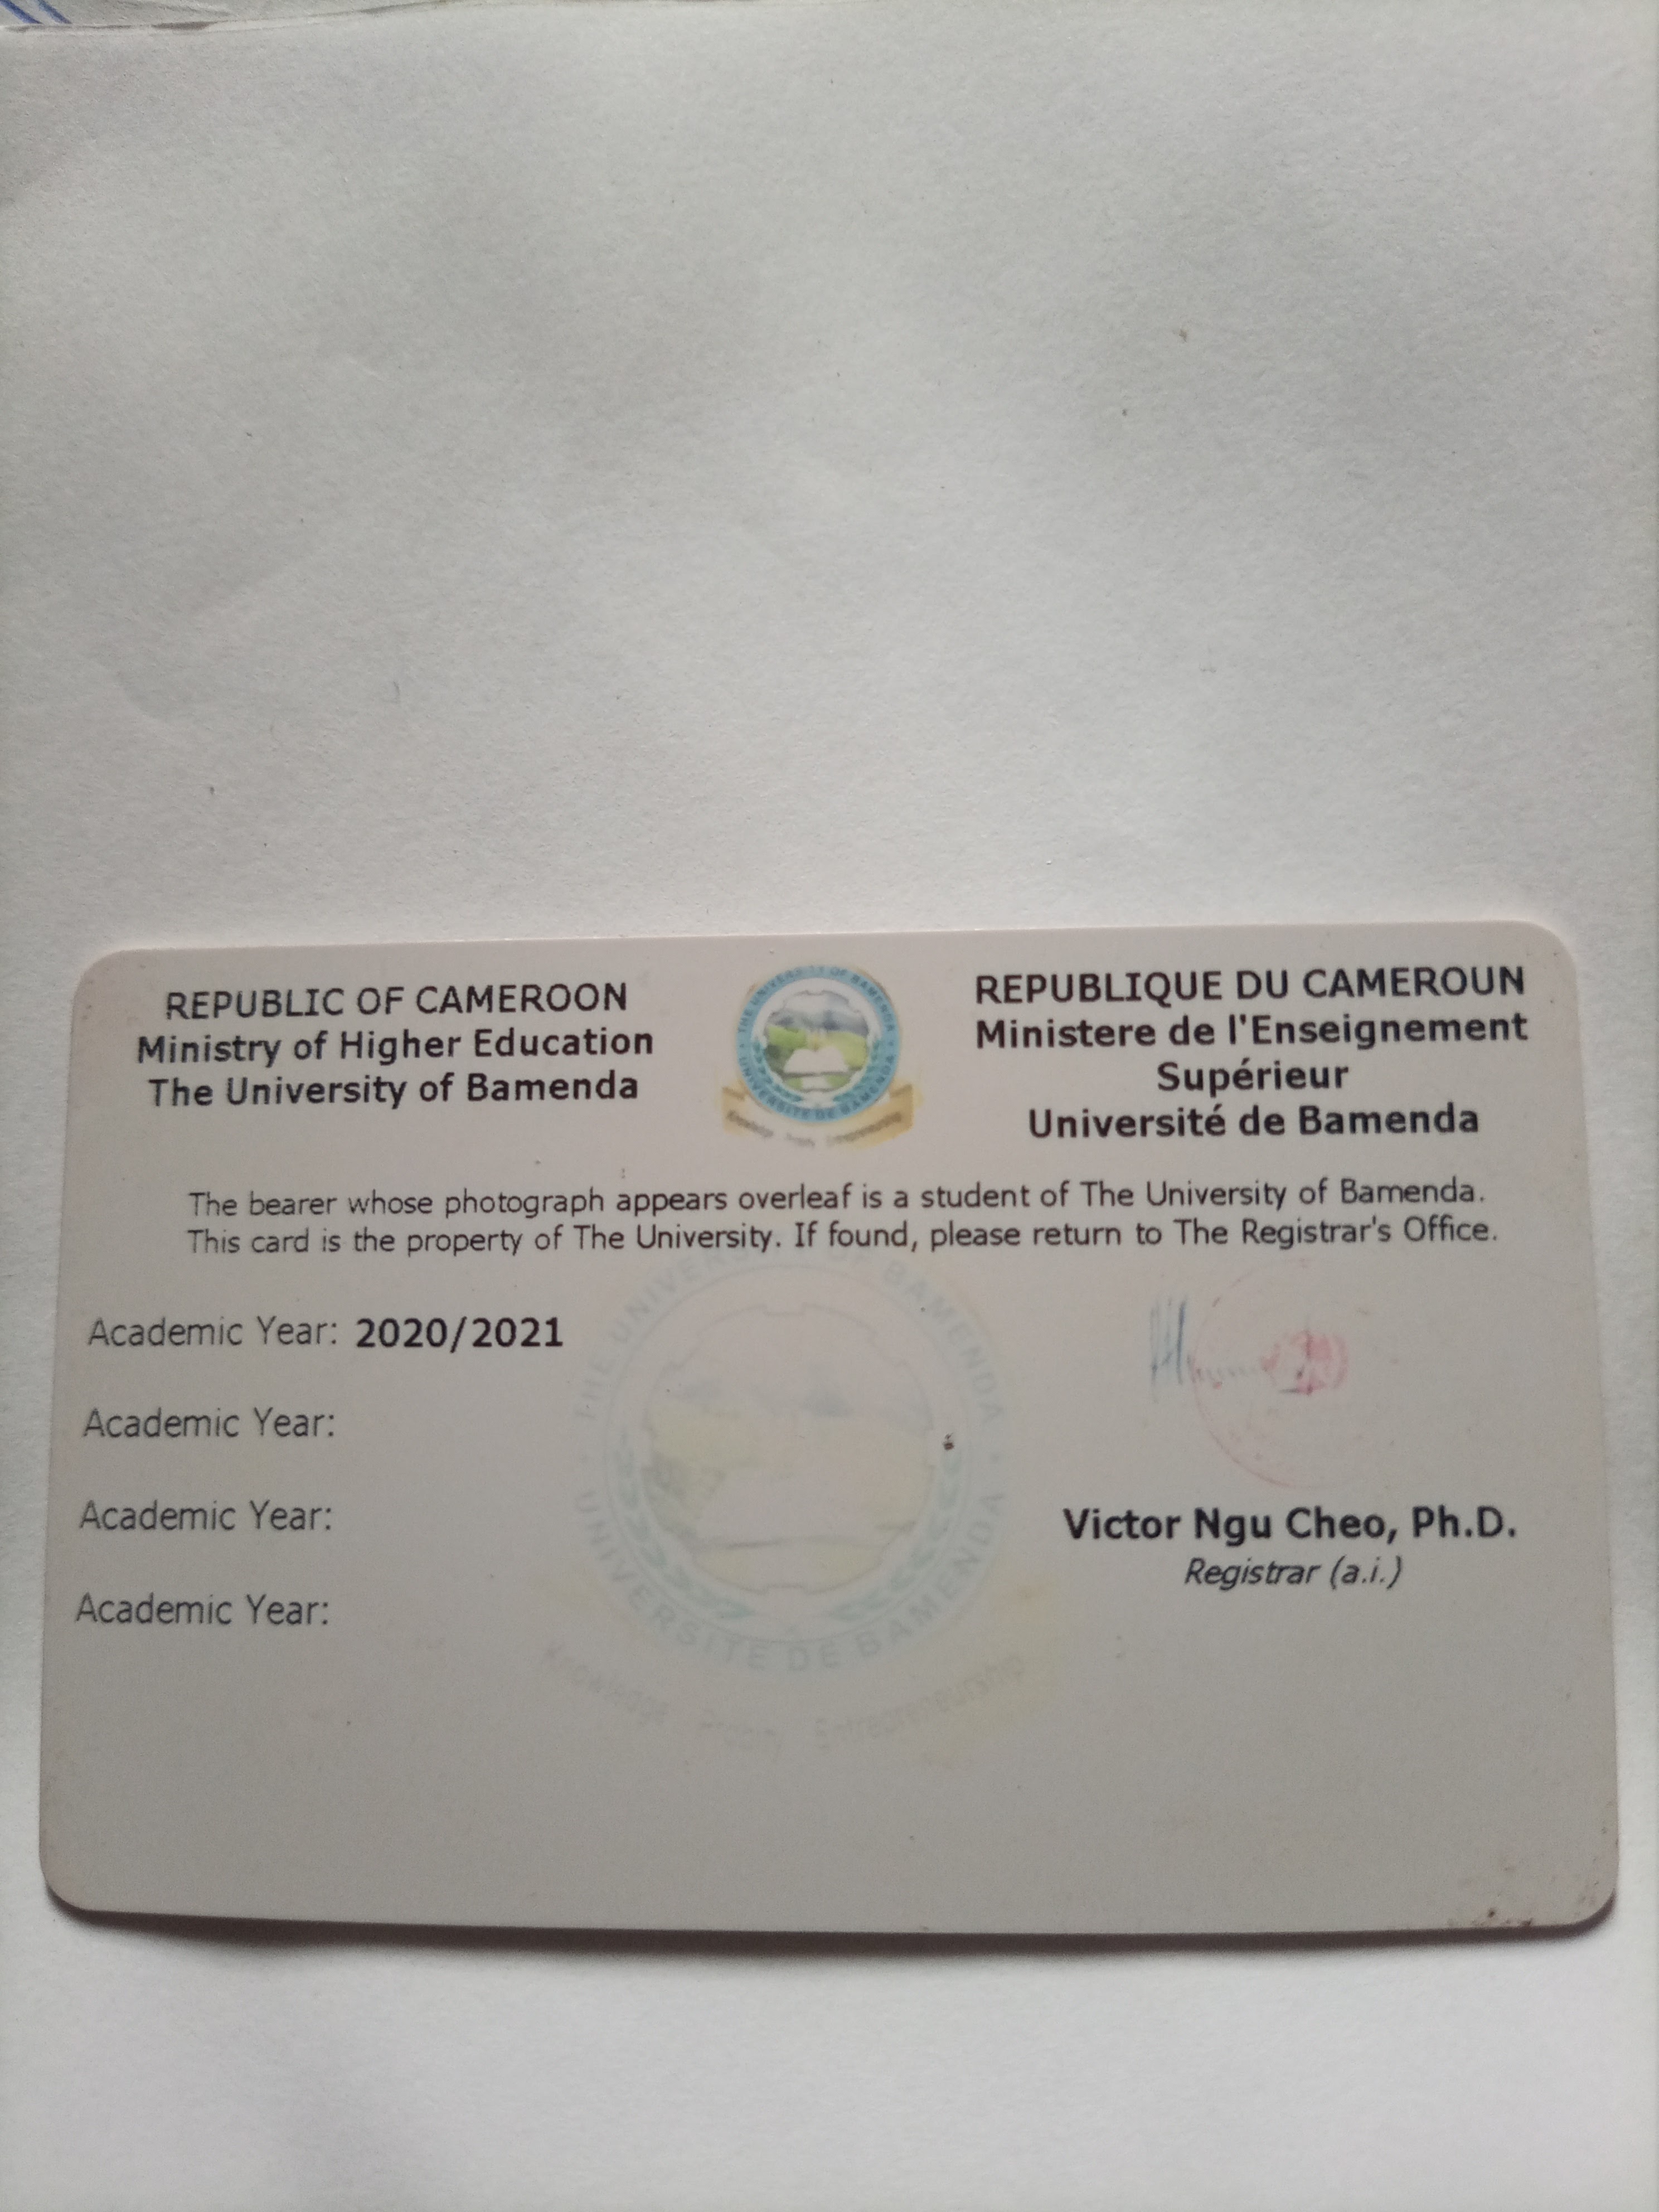 REPUBLIC OF CAMEROON
Ministry of Higher Education
The University of Bamenda
THE UNIVERSITY OF BAMENDA
UNIVERSITE DE BAMENDA
REPUBLIQUE DU CAMEROUN
Ministere de l'Enseignement
Supérieur
Université de Bamenda
The bearer whose photograph appears overleaf is a student of The University of Bamenda.
This card is the property of The University. If found, please return to The Registrar's Office.
Academic Year: 2020/2021
Academic Year:
Academic Year:
Academic Year:
THE UNIVERSITY OF BAMENDA
UNIVERSITE DE BAMENDA
Knowledge Entrepreneurship
Victor Ngu Cheo, Ph.D.
Registrar (a.i.)